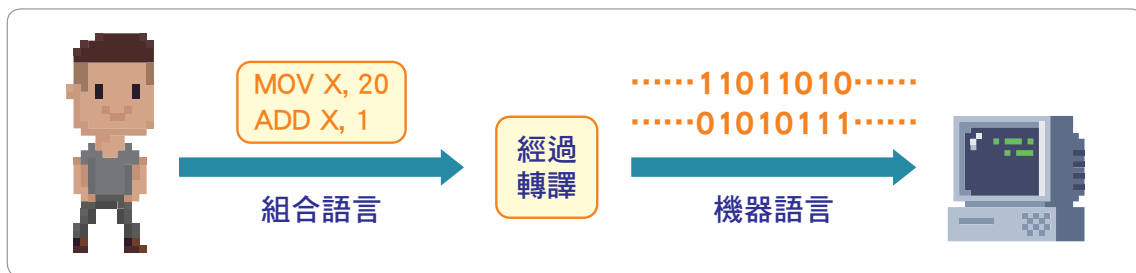 MOV X, 20
ADD X, 1
組合語言
經過
轉譯
……11011010……
……01010111……
機器語言